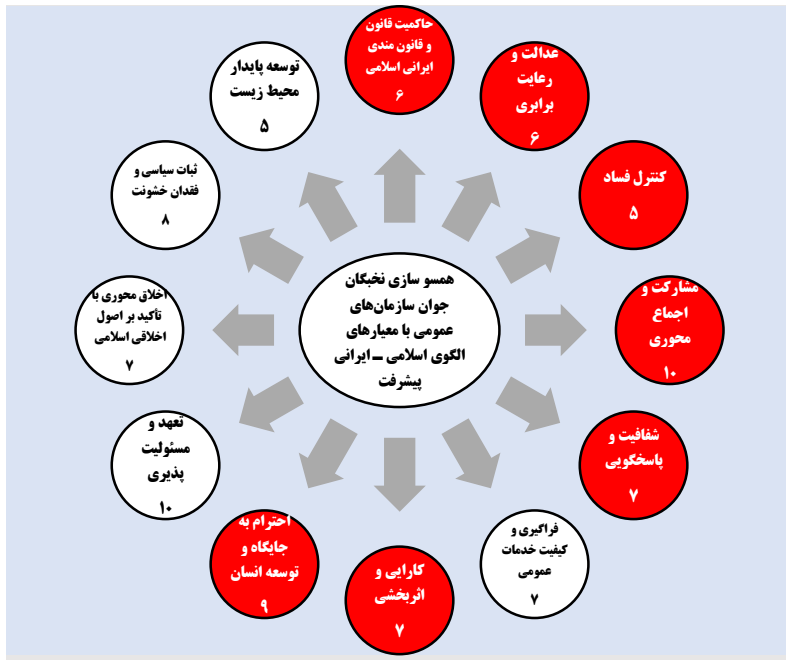 حاکمیت قانون
و قانون مندی
ایرانی اسلامی
۶
عدالت و
رعایت
برابری
۶
کنترل فساد
۵
مشارکت و
اجماع
محوری
۱۰
شفافیت و
پاسخگویی
۷
فراگیری و
کیفیت خدمات
عمومی
۷
کارایی و
اثربخشی
۷
احترام به
جایگاه و
توسعه انسان
۹
تعهد و
مسئولیت
پذیری
۱۰
اخلاق محوری با
تأکید بر اصول
اخلاقی اسلامی
۷
ثبات سیاسی و
فقدان خشونت
۸
توسعه پایدار
محیط زیست
۵
همسو سازی نخبگان
جوان سازمان‌های
عمومی با معیارهای
الگوی اسلامی – ایرانی
پیشرفت